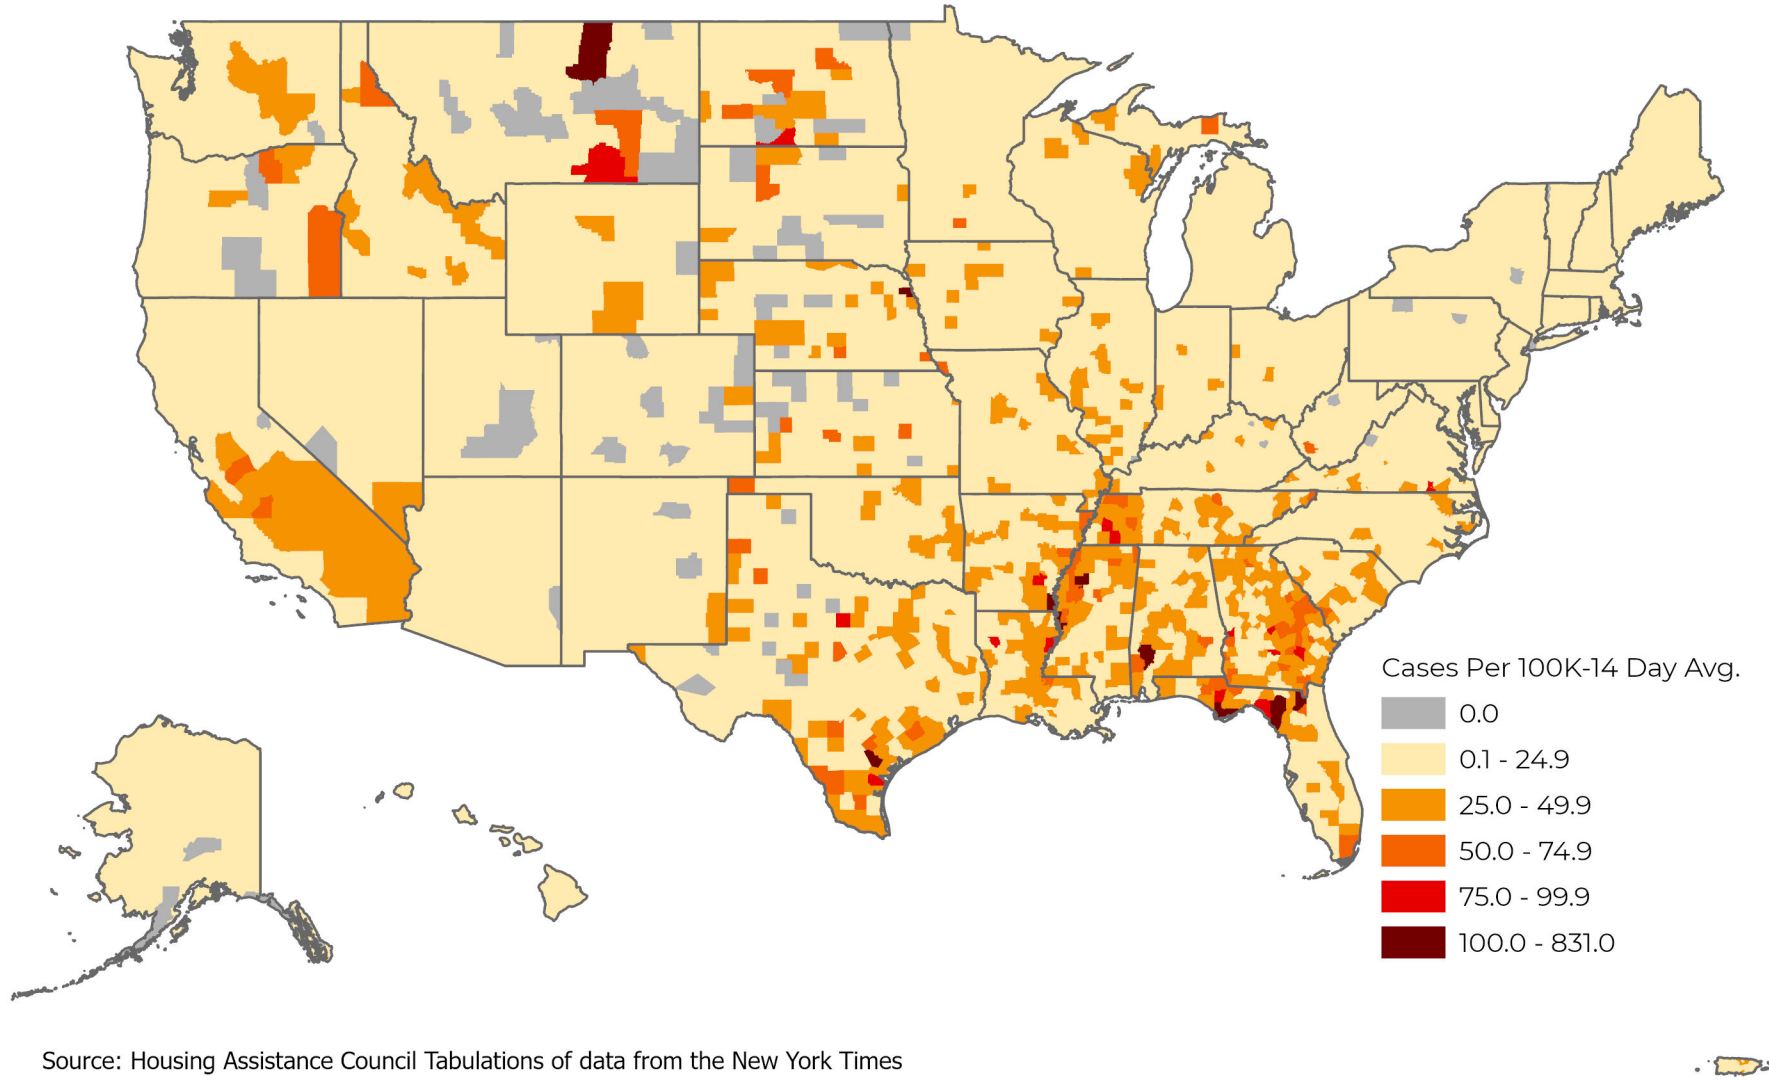 Cases Per 100K-14 Day Avg.
0.0
0.1 - 24.9
25.0 - 49.9
50.0 - 74.9
75.0 - 99.9
100.0 - 831.0
Source: Housing Assistance Council Tabulations of data from the New York Times